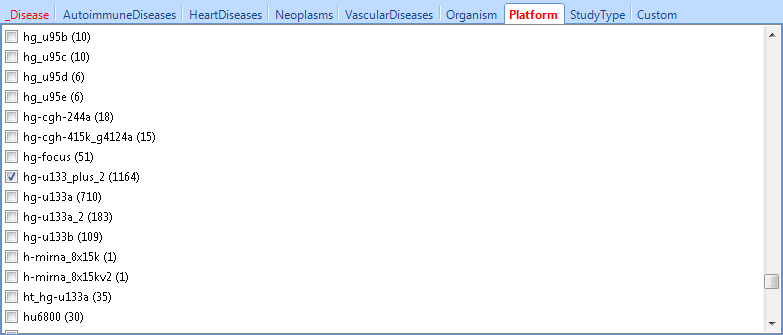 _Disease AutoimmuneDiseases HeartDiseases Neoplasms VascularDiseases Organism Platform StudyType Custom
hg_u95b (10)
hg_u95c (10)
hg_u95d (6)
hg_u95e (6)
hg-cgh-244a (18)
hg-cgh-415k_g4124a (15)
hg-focus (51)
hg-u133_plus_2 (1164)
hg-u133a (710)
hg-u133a_2 (183)
hg-u133b (109)
h-mirna_8x15k (1)
h-mirna_8x15kv2 (1)
ht_hg-u133a (35)
hu6800 (30)